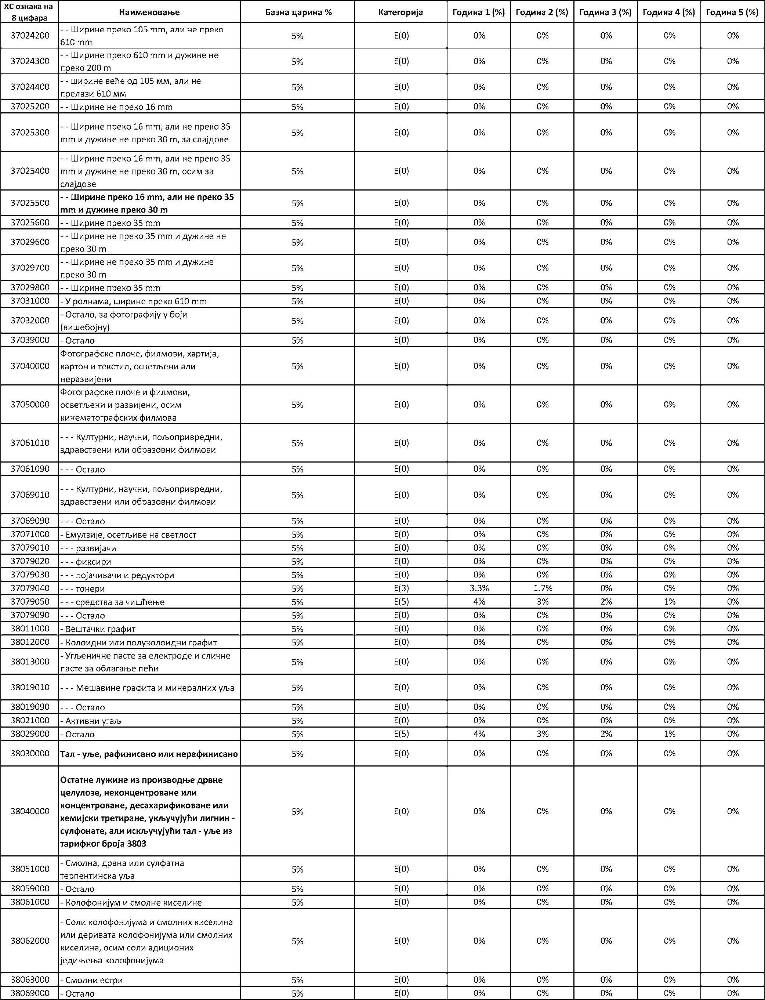 ХС ознака на 8 цифара Наименовање Базна царина % Категорија Година 1 (%) Година 2 (%) Година 3 (%) Година 4 (%) Година 5 (%)
37024200 - - Ширине преко 105 mm, али не преко 5% Е(0) 0% 0% 0% 0% 0%
610 mm
37024300 - - Ширине преко 610 mm и дужине не 5% Е(0) 0% 0% 0% 0% 0%
преко 200 m
37024400 - - ширине веће од 105 мм, али не 5% Е(0) 0% 0% 0% 0% 0%
прелази 610 мм
37025200 - - Ширине не преко 16 mm 5% Е(0) 0% 0% 0% 0% 0%
37025300 - - Ширине преко 16 mm, али не преко 35 5% Е(0) 0% 0% 0% 0% 0%
mm и дужине не преко 30 m, за слајдове
37025400 - - Ширине преко 16 mm, али не преко 35 5% Е(0) 0% 0% 0% 0% 0%
mm и дужине не преко 30 m, осим за
слајдове
37025500 - - Ширине преко 16 mm, али не преко 35 5% Е(0) 0% 0% 0% 0% 0%
mm и дужине преко 30 m
37025600 - - Ширине преко 35 mm 5% Е(0) 0% 0% 0% 0% 0%
37029600 - - Ширине не преко 35 mm и дужине не 5% Е(0) 0% 0% 0% 0% 0%
преко 30 m
37029700 - - Ширине не преко 35 mm и дужине 5% Е(0) 0% 0% 0% 0% 0%
преко 30 m
37029800 - - Ширине преко 35 mm 5% Е(0) 0% 0% 0% 0% 0%
37031000 - У ролнама, ширине преко 610 mm 5% Е(0) 0% 0% 0% 0% 0%
37032000 - Остало, за фотографију у боји 5% Е(0) 0% 0% 0% 0% 0%
(вишебојну)
37039000 - Остало 5% Е(0) 0% 0% 0% 0% 0%
37040000 Фотографске плоче, филмови, хартија, 5% Е(0) 0% 0% 0% 0% 0%
картон и текстил, осветљени али
неразвијени
37050000 Фотографске плоче и филмови, 5% Е(0) 0% 0% 0% 0% 0%
осветљени и развијени, осим
кинематографских филмова
37061010 - - - Културни, научни, пољопривредни, 5% Е(0) 0% 0% 0% 0% 0%
здравствени или образовни филмови
37061090 - - - Остало 5% Е(0) 0% 0% 0% 0% 0%
37069010 - - - Културни, научни, пољопривредни, 5% Е(0) 0% 0% 0% 0% 0%
здравствени или образовни филмови
37069090 - - - Остало 5% Е(0) 0% 0% 0% 0% 0%
37071000 - Емулзије, осетљиве на светлост 5% Е(0) 0% 0% 0% 0% 0%
37079010 - - - развијачи 5% Е(0) 0% 0% 0% 0% 0%
37079020 - - - фиксири 5% Е(0) 0% 0% 0% 0% 0%
37079030 - - - појачивачи и редуктори 5% Е(0) 0% 0% 0% 0% 0%
37079040 - - - тонери 5% Е(3) 3.3% 1.7% 0% 0% 0%
37079050 - - - средства за чишћење 5% Е(5) 4% 3% 2% 1% 0%
37079090 - - - Остало 5% Е(0) 0% 0% 0% 0% 0%
38011000 - Вештачки графит 5% Е(0) 0% 0% 0% 0% 0%
38012000 - Колоидни или полуколоидни графит 5% Е(0) 0% 0% 0% 0% 0%
38013000 - Угљеничне пасте за електроде и сличне 5% Е(0) 0% 0% 0% 0% 0%
пасте за облагање пећи
38019010 - - - Мешавине графита и минералних уља 5% Е(0) 0% 0% 0% 0% 0%
38019090 - - - Остало 5% Е(0) 0% 0% 0% 0% 0%
38021000 - Активни угаљ 5% Е(0) 0% 0% 0% 0% 0%
38029000 - Остало 5% Е(5) 4% 3% 2% 1% 0%
38030000 Тал - уље, рафинисано или нерафинисано 5% Е(0) 0% 0% 0% 0% 0%
38040000 Остатне лужине из производње дрвне 5% Е(0) 0% 0% 0% 0% 0%
целулозе, неконцентроване или
концентроване, десахарификоване или
хемијски третиране, укључујући лигнин -
сулфонате, али искључујући тал - уље из
тарифног броја 3803
38051000 - Смолна, дрвна или сулфатна 5% Е(0) 0% 0% 0% 0% 0%
терпентинска уља
38059000 - Остало 5% Е(0) 0% 0% 0% 0% 0%
38061000 - Колофонијум и смолне киселине 5% Е(0) 0% 0% 0% 0% 0%
38062000 - Соли колофонијума и смолних киселина 5% Е(0) 0% 0% 0% 0% 0%
или деривата колофонијума или смолних
киселина, осим соли адиционих
једињења колофонијума
38063000 - Смолни естри 5% Е(0) 0% 0% 0% 0% 0%
38069000 - Остало 5% Е(0) 0% 0% 0% 0% 0%